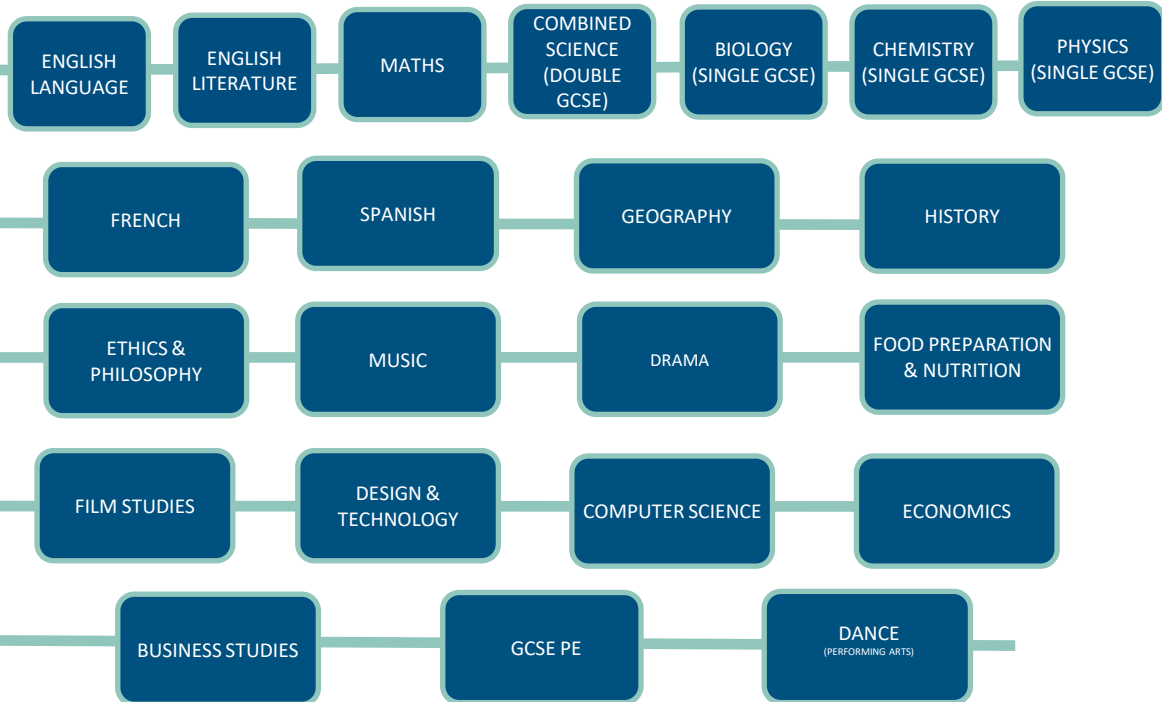 ENGLISH
LANGUAGE
ENGLISH
LITERATURE
MATHS
COMBINED
SCIENCE
(DOUBLE
GCSE)
BIOLOGY
(SINGLE GCSE)
CHEMISTRY
(SINGLE GCSE)
PHYSICS
(SINGLE GCSE)
FRENCH
SPANISH
GEOGRAPHY
HISTORY
ETHICS &
PHILOSOPHY
MUSIC
DRAMA
FOOD PREPARATION
& NUTRITION
FILM STUDIES
DESIGN &
TECHNOLOGY
COMPUTER SCIENCE
ECONOMICS
BUSINESS STUDIES
GCSE PE
DANCE
(PERFORMING ARTS)